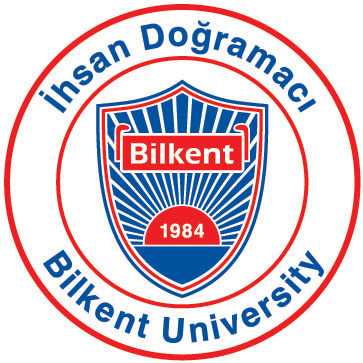 İhsan Doğramacı
Bilkent
1984
Bilkent University